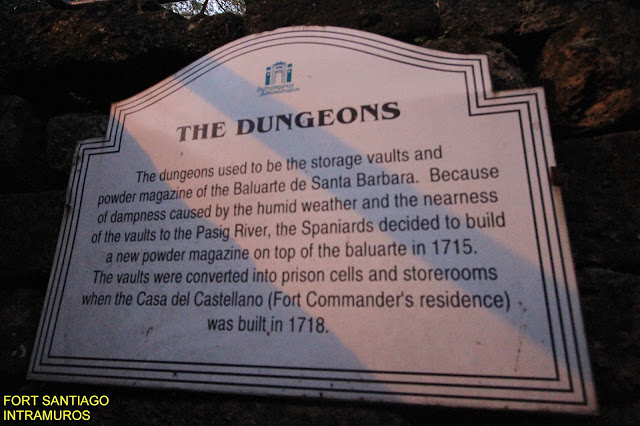 Intramuros
Administration
THE DUNGEONS
The dungeons used to be the storage vaults and
powder magazine of the Baluarte de Santa Barbara. Because
of dampness caused by the humid weather and the nearness
of the vaults to the Pasig River, the Spaniards decided to build
a new powder magazine on top of the baluarte in 1715.
The vaults were converted into prison cells and storerooms
when the Casa del Castellano (Fort Commander's residence)
was built in 1718.
FORT SANTIAGO
INTRAMUROS